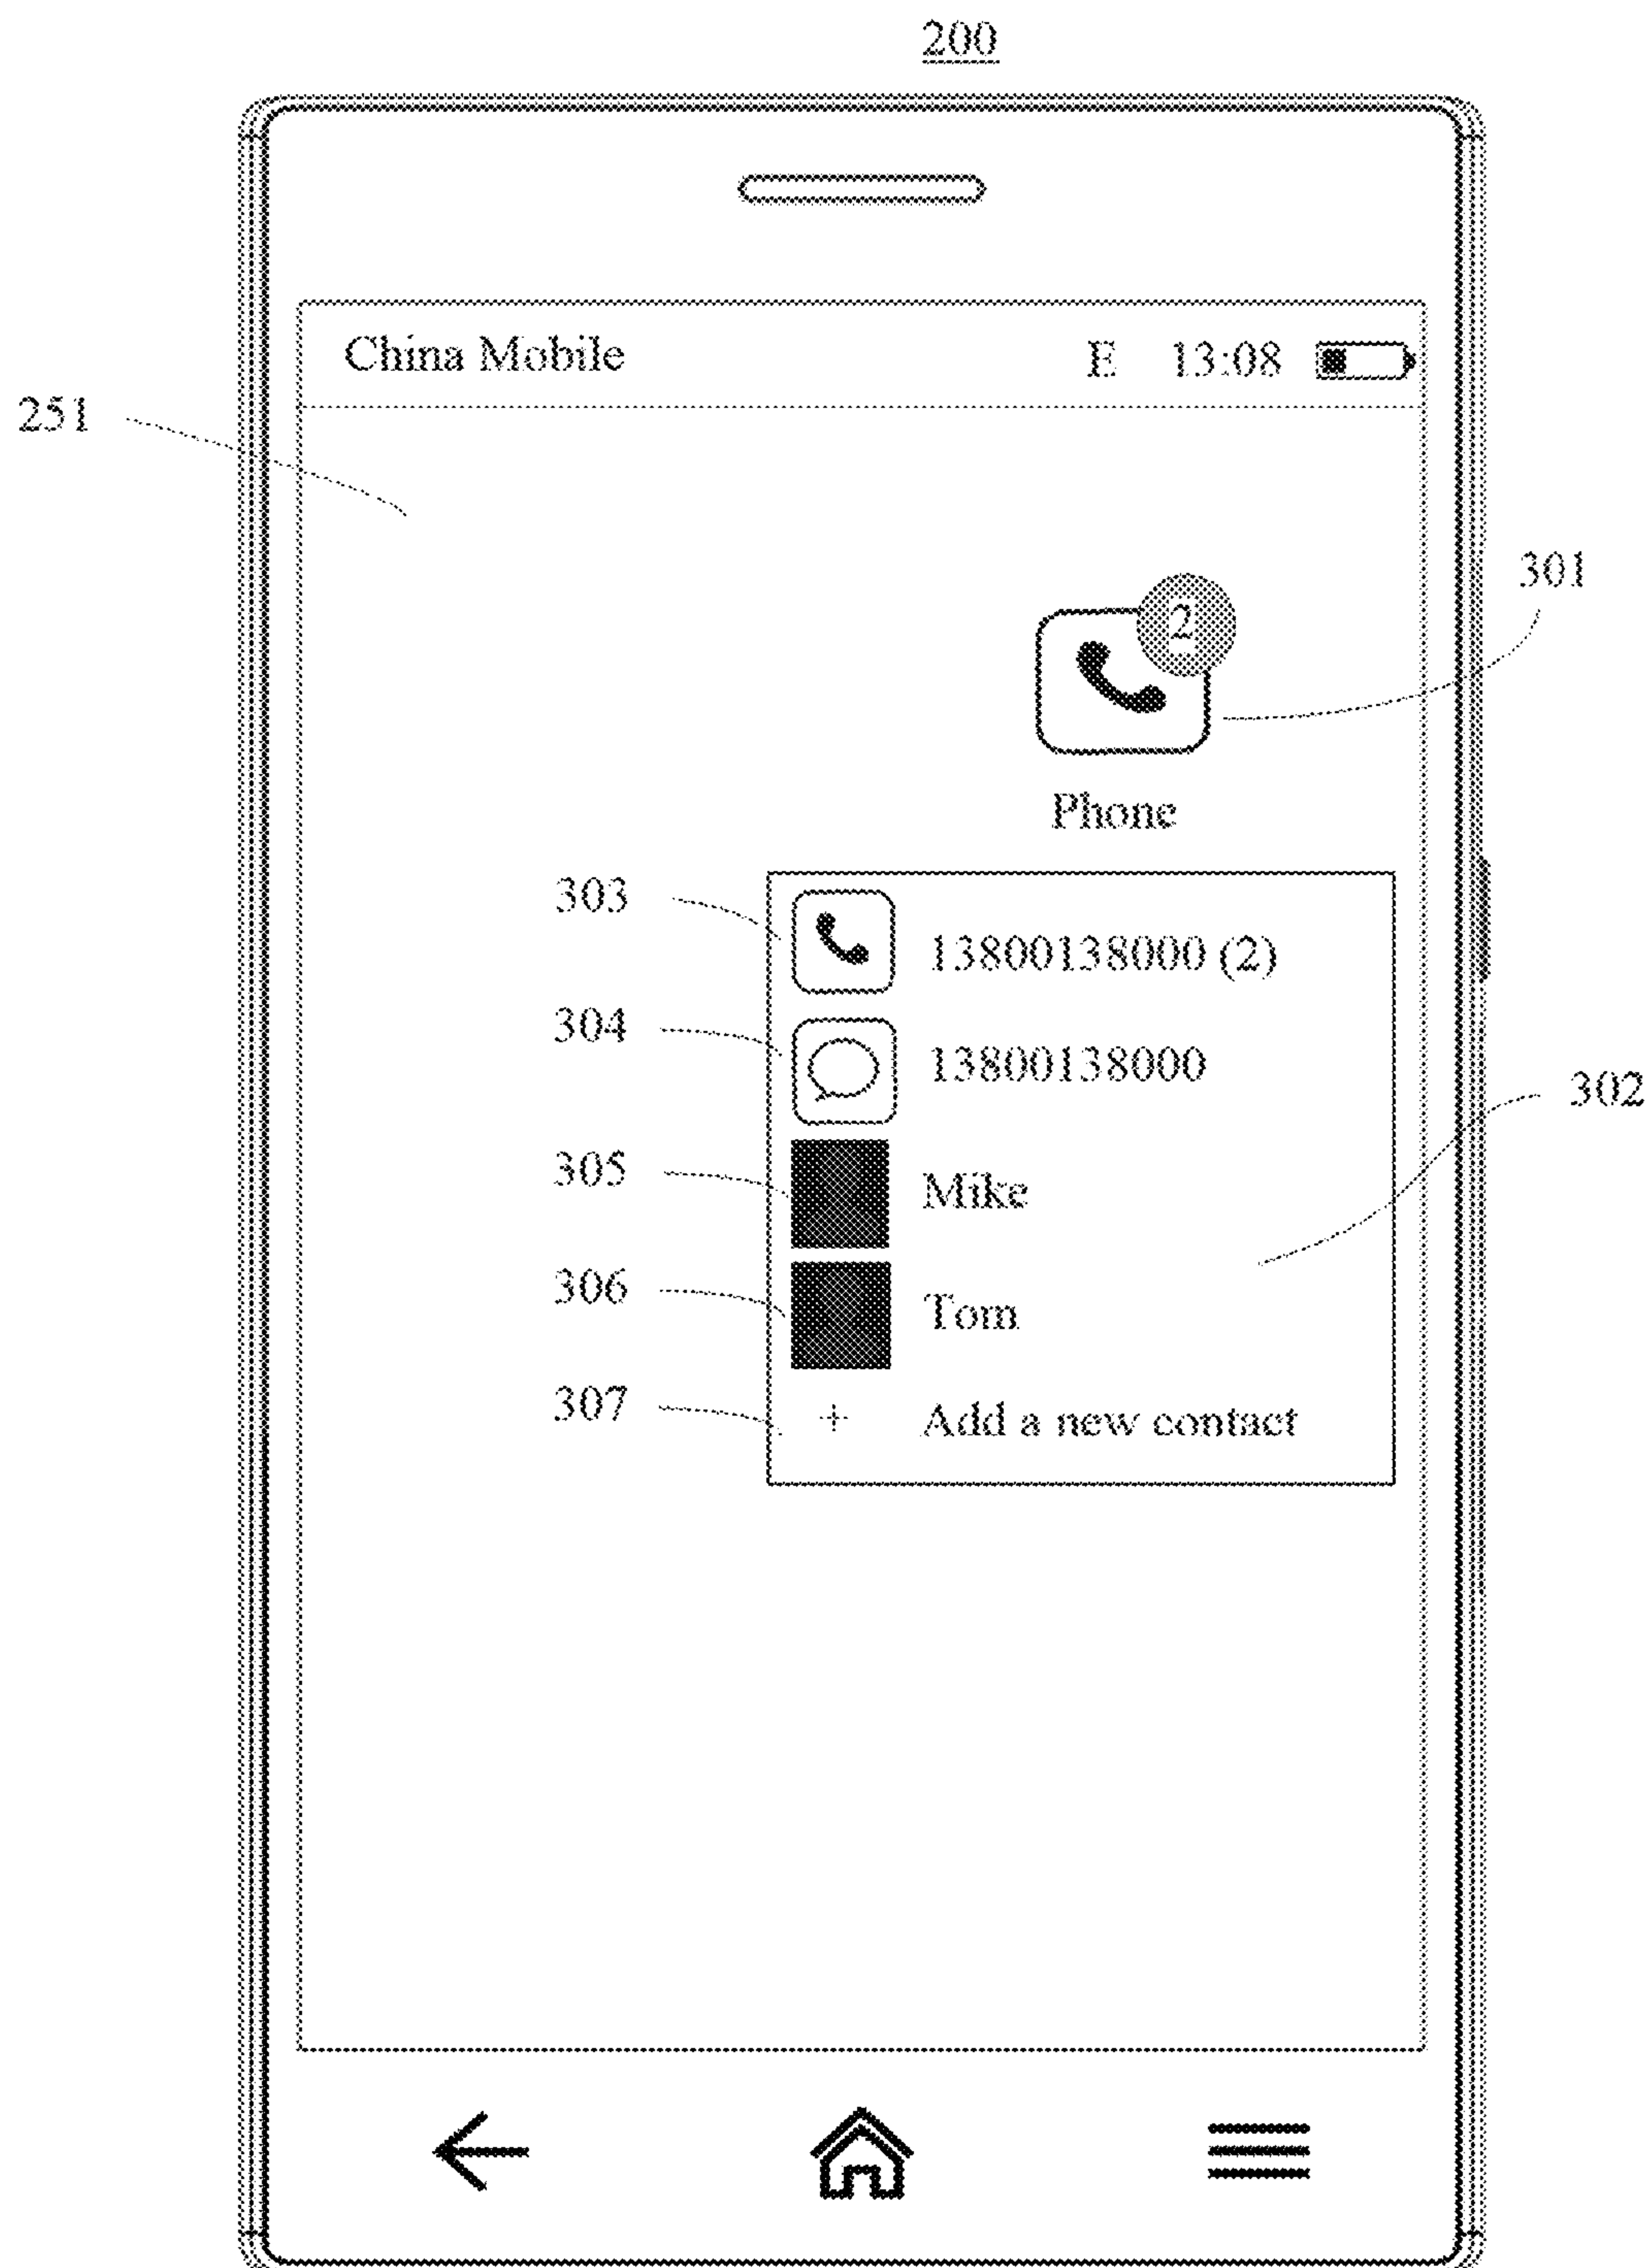 200
China Mobile E 13:08
251
301
2
Phone
303 13800138000 (2)
304 13800138000
302
305 Mike
306 Tom
307 + Add a new contact